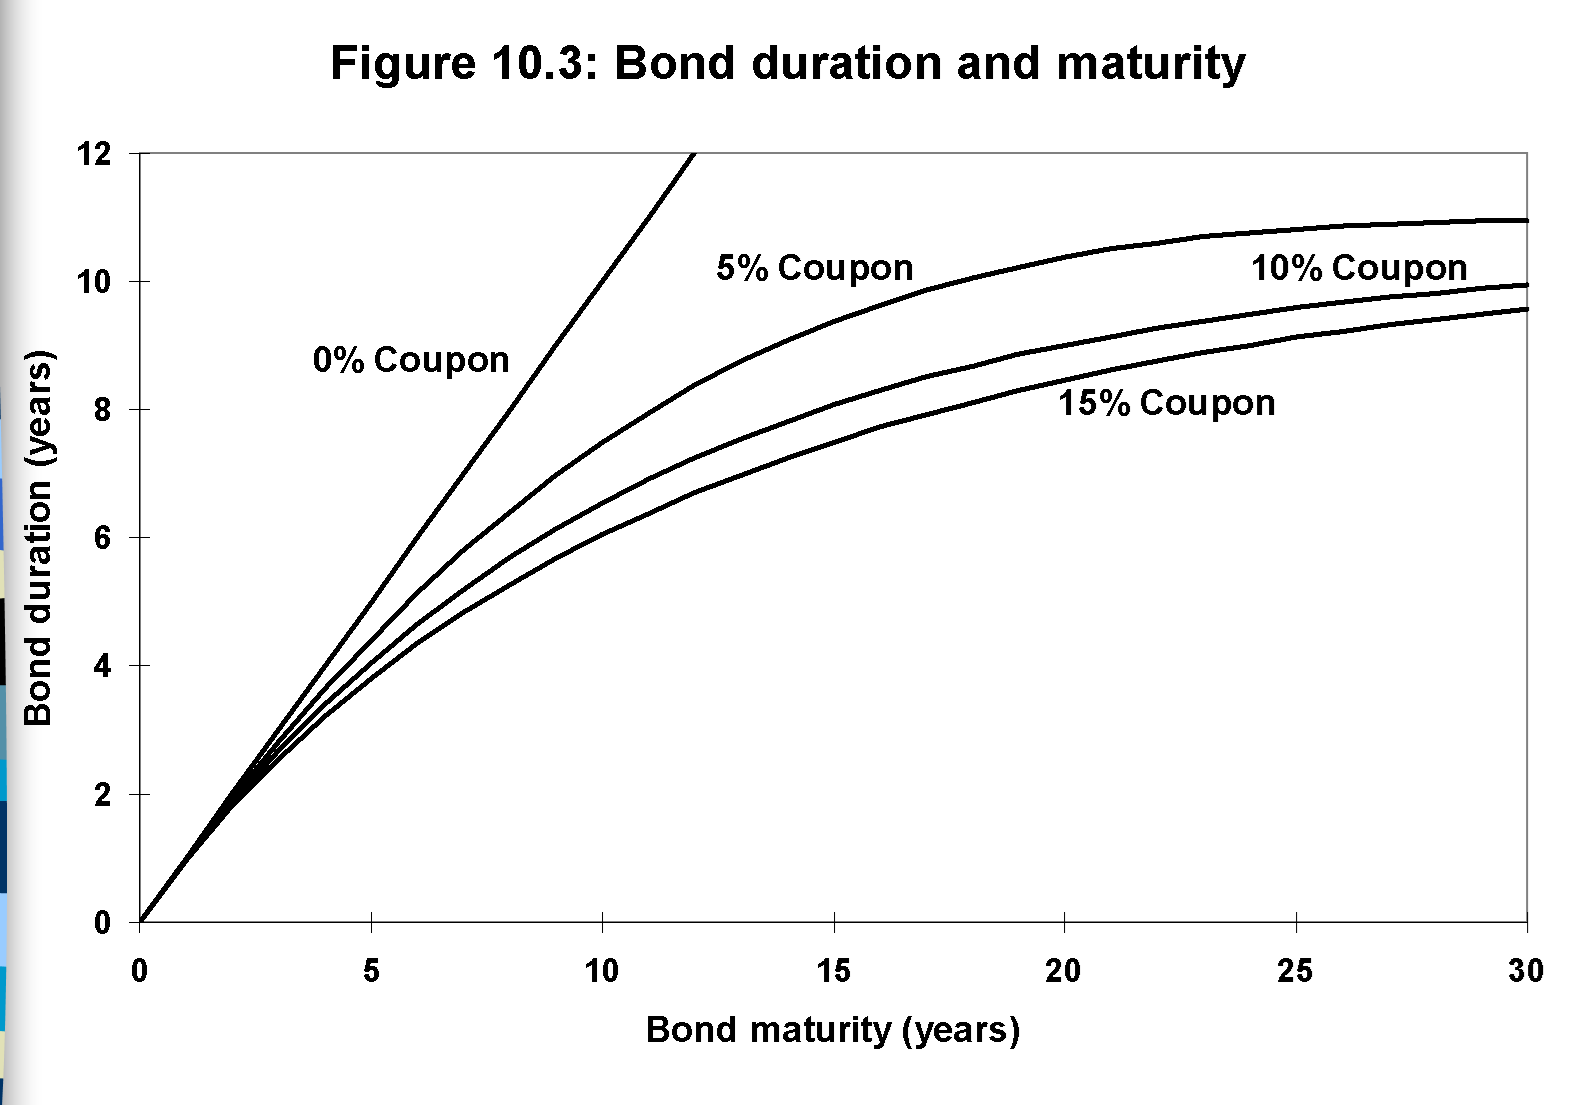 Figure 10.3: Bond duration and maturity
12
10
8
6
4
2
0
Bond duration (years)
0% Coupon
5% Coupon
10% Coupon
15% Coupon
0 5 10 15 20 25 30
Bond maturity (years)